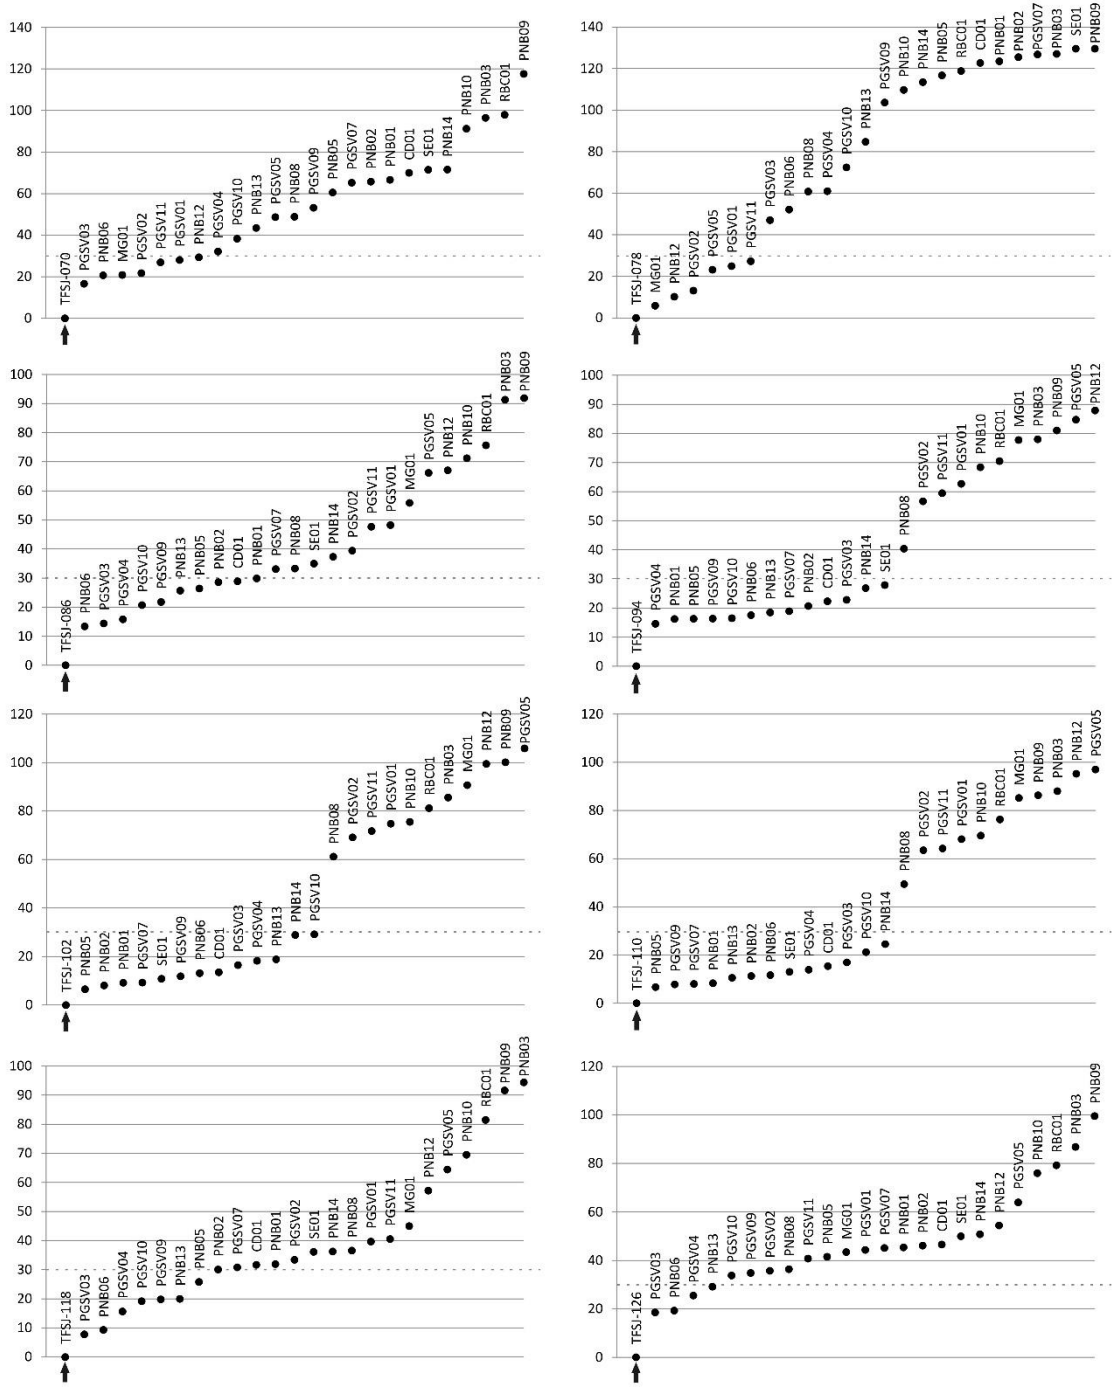 140
120
100
80
60
40
20
0
TFSJ-070
PGSV03
PNB06
MG01
PGSV02
PGSV11
PGSV01
PNB12
PGSV04
PGSV10
PNB13
PGSV05
PNB08
PGSV09
PNB05
PGSV07
PNB02
PNB01
CD01
SE01
PNB14
PNB10
PNB03
RBC01
PNB09
140
120
100
80
60
40
20
0
TFSJ-078
MG01
PNB12
PGSV02
PGSV05
PGSV01
PGSV11
PGSV03
PNB06
PNB08
PGSV04
PGSV10
PNB13
PGSV09
PNB10
PNB14
PNB05
RBC01
CD01
PNB01
PNB02
PGSV07
PNB03
SE01
PNB09
100
90
80
70
60
50
40
30
20
10
0
TFSJ-086
PNB06
PGSV03
PGSV04
PGSV10
PGSV09
PNB13
PNB05
PNB02
CD01
PNB01
PGSV07
PNB08
SE01
PNB14
PGSV02
PGSV11
PGSV01
MG01
PGSV05
PNB12
PNB10
RBC01
PNB03
PNB09
100
90
80
70
60
50
40
30
20
10
0
TFSJ-094
PGSV04
PNB01
PNB05
PGSV09
PGSV10
PNB06
PNB13
PGSV07
PNB02
CD01
PGSV03
PNB14
SE01
PNB08
PGSV02
PGSV11
PGSV01
PNB10
RBC01
MG01
PNB03
PNB09
PGSV05
PNB12
120
100
80
60
40
20
0
TFSJ-102
PNB05
PNB02
PNB01
PGSV07
SE01
PGSV09
PNB06
CD01
PGSV03
PGSV04
PNB13
PNB14
PGSV10
PNB08
PGSV02
PGSV11
PGSV01
PNB10
RBC01
PNB03
MG01
PNB12
PNB09
PGSV05
120
100
80
60
40
20
0
TFSJ-110
PNB05
PGSV09
PGSV07
PNB01
PNB13
PNB02
PNB06
SE01
PGSV04
CD01
PGSV03
PGSV10
PNB14
PNB08
PGSV02
PGSV11
PGSV01
PNB10
RBC01
MG01
PNB09
PNB03
PNB12
PGSV05
100
90
80
70
60
50
40
30
20
10
0
TFSJ-118
PGSV03
PNB06
PGSV04
PGSV10
PGSV09
PNB13
PNB05
PNB02
PGSV07
CD01
PNB01
PGSV02
SE01
PNB14
PNB08
PGSV01
PGSV11
MG01
PNB12
PGSV05
PNB10
RBC01
PNB09
PNB03
120
100
80
60
40
20
0
TFSJ-126
PGSV03
PNB06
PGSV04
PNB13
PGSV10
PGSV09
PGSV02
PNB08
PGSV11
PNB05
MG01
PGSV01
PGSV07
PNB01
PNB02
CD01
SE01
PNB14
PNB12
PGSV05
PNB10
RBC01
PNB03
PNB09